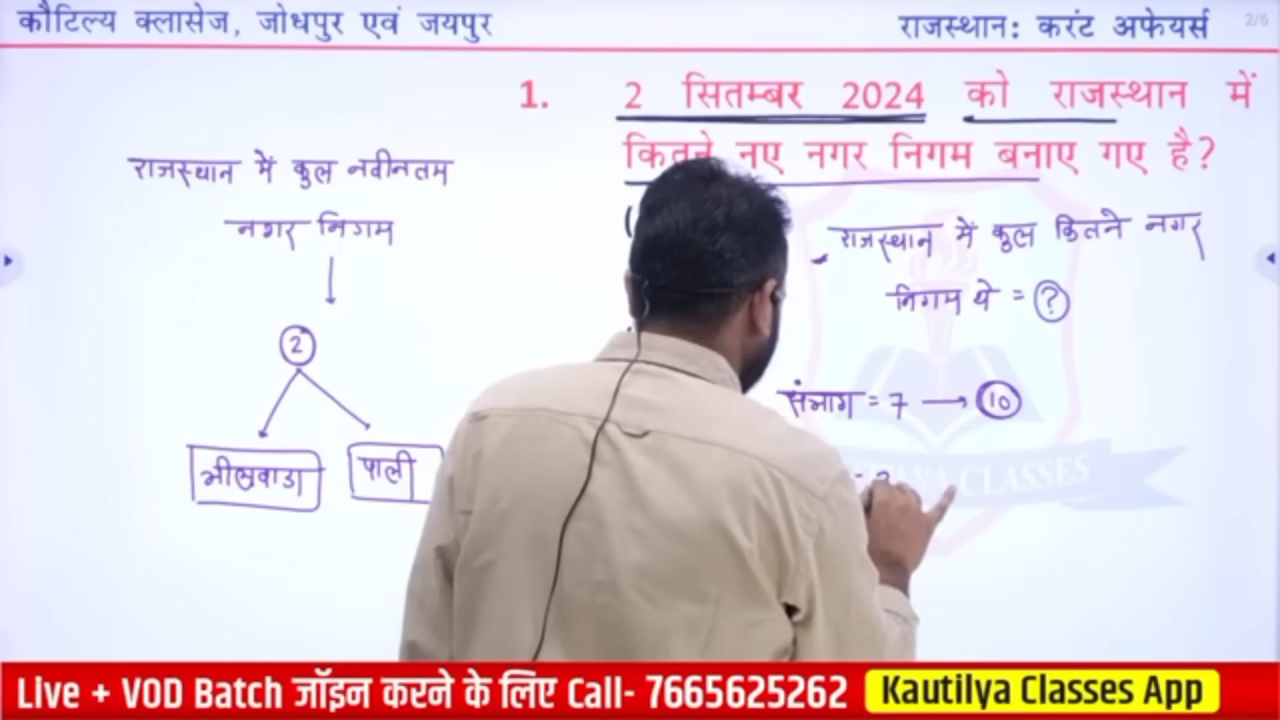 कौटिल्य क्लासेज, जोधपुर एवं जयपुर
राजस्थान: करंट अफेयर्स
2/6
1. 2 सितम्बर 2024 को राजस्थान में
कितने नए नगर निगम बनाए गए है?
राजस्थान में कुल नवीनतम
नगर निगम
2
भीलवाडा
पाली
राजस्थान में कुल कितने नगर
निगम थे = ?
संभाग = 7 → 10
CLASSES
Live + VOD Batch जॉइन करने के लिए Call- 7665625262
Kautilya Classes App